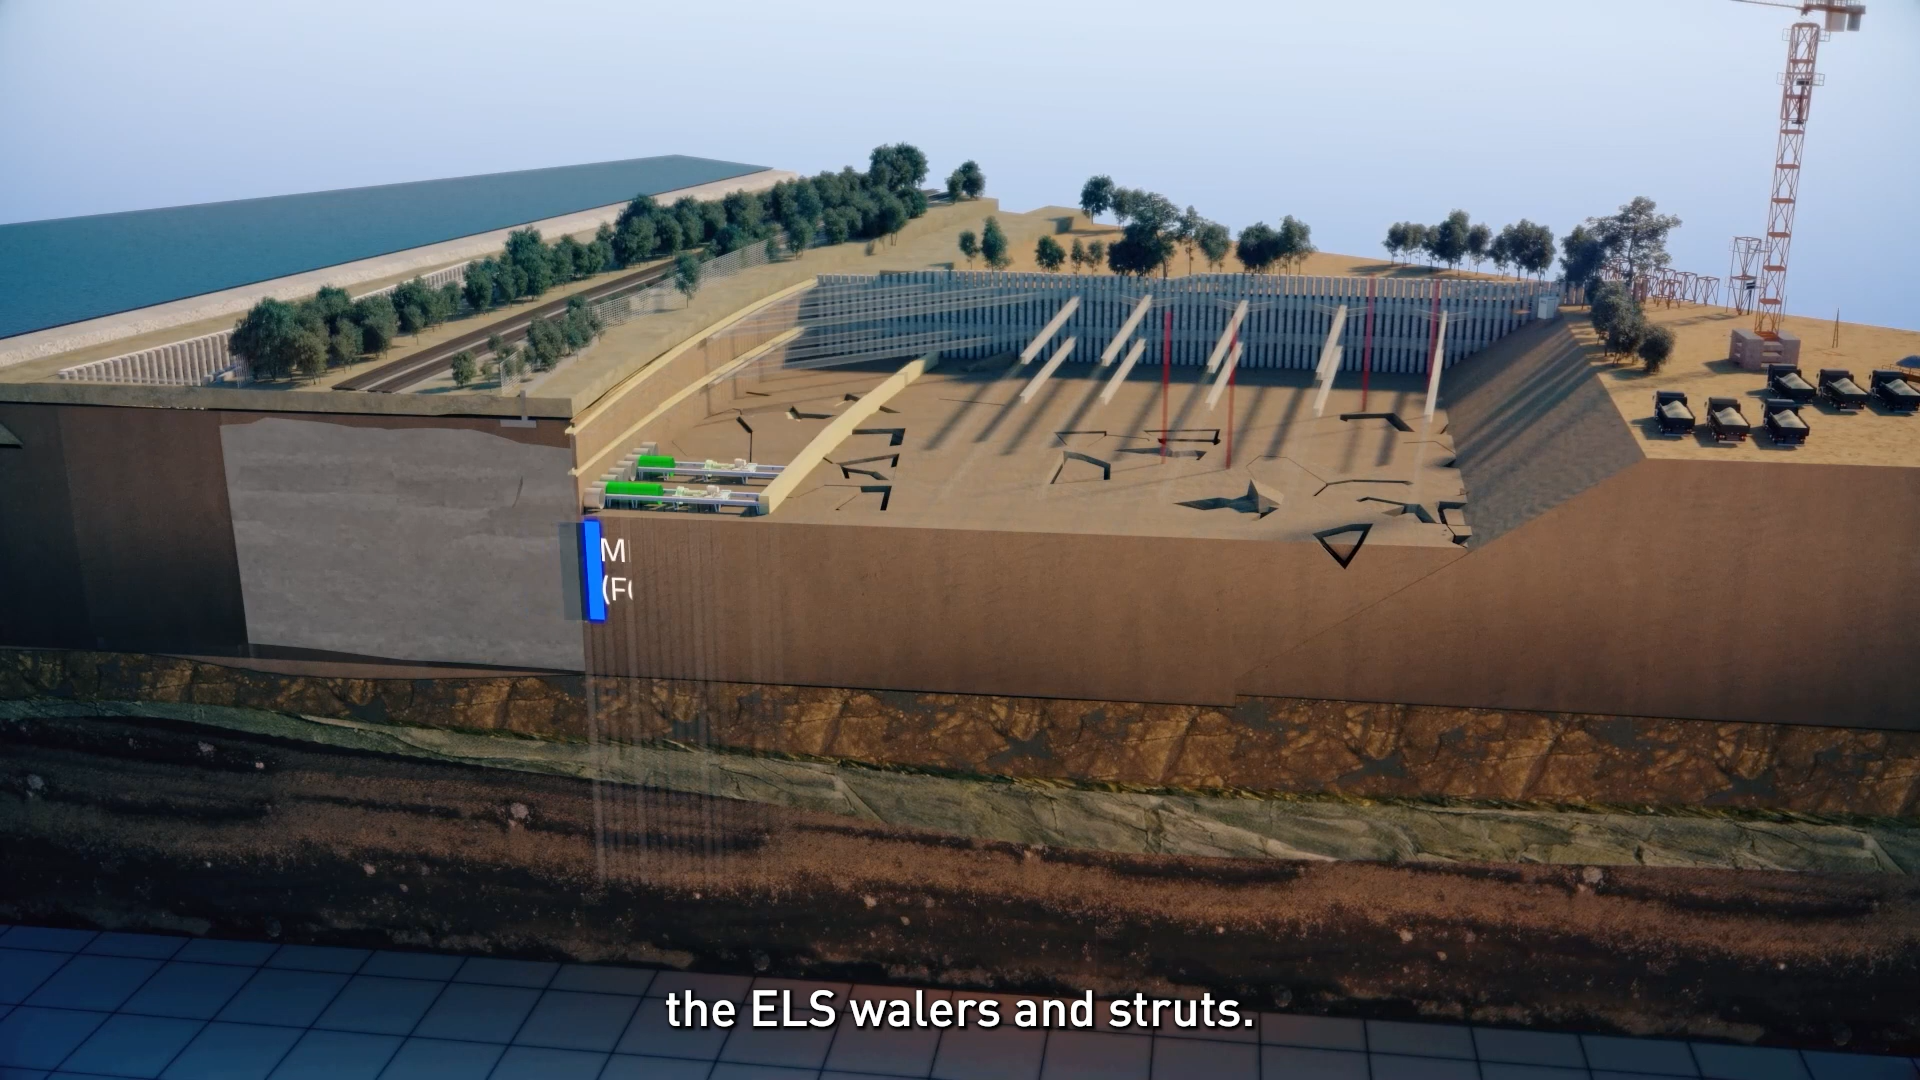 M
(F
the ELS walers and struts.